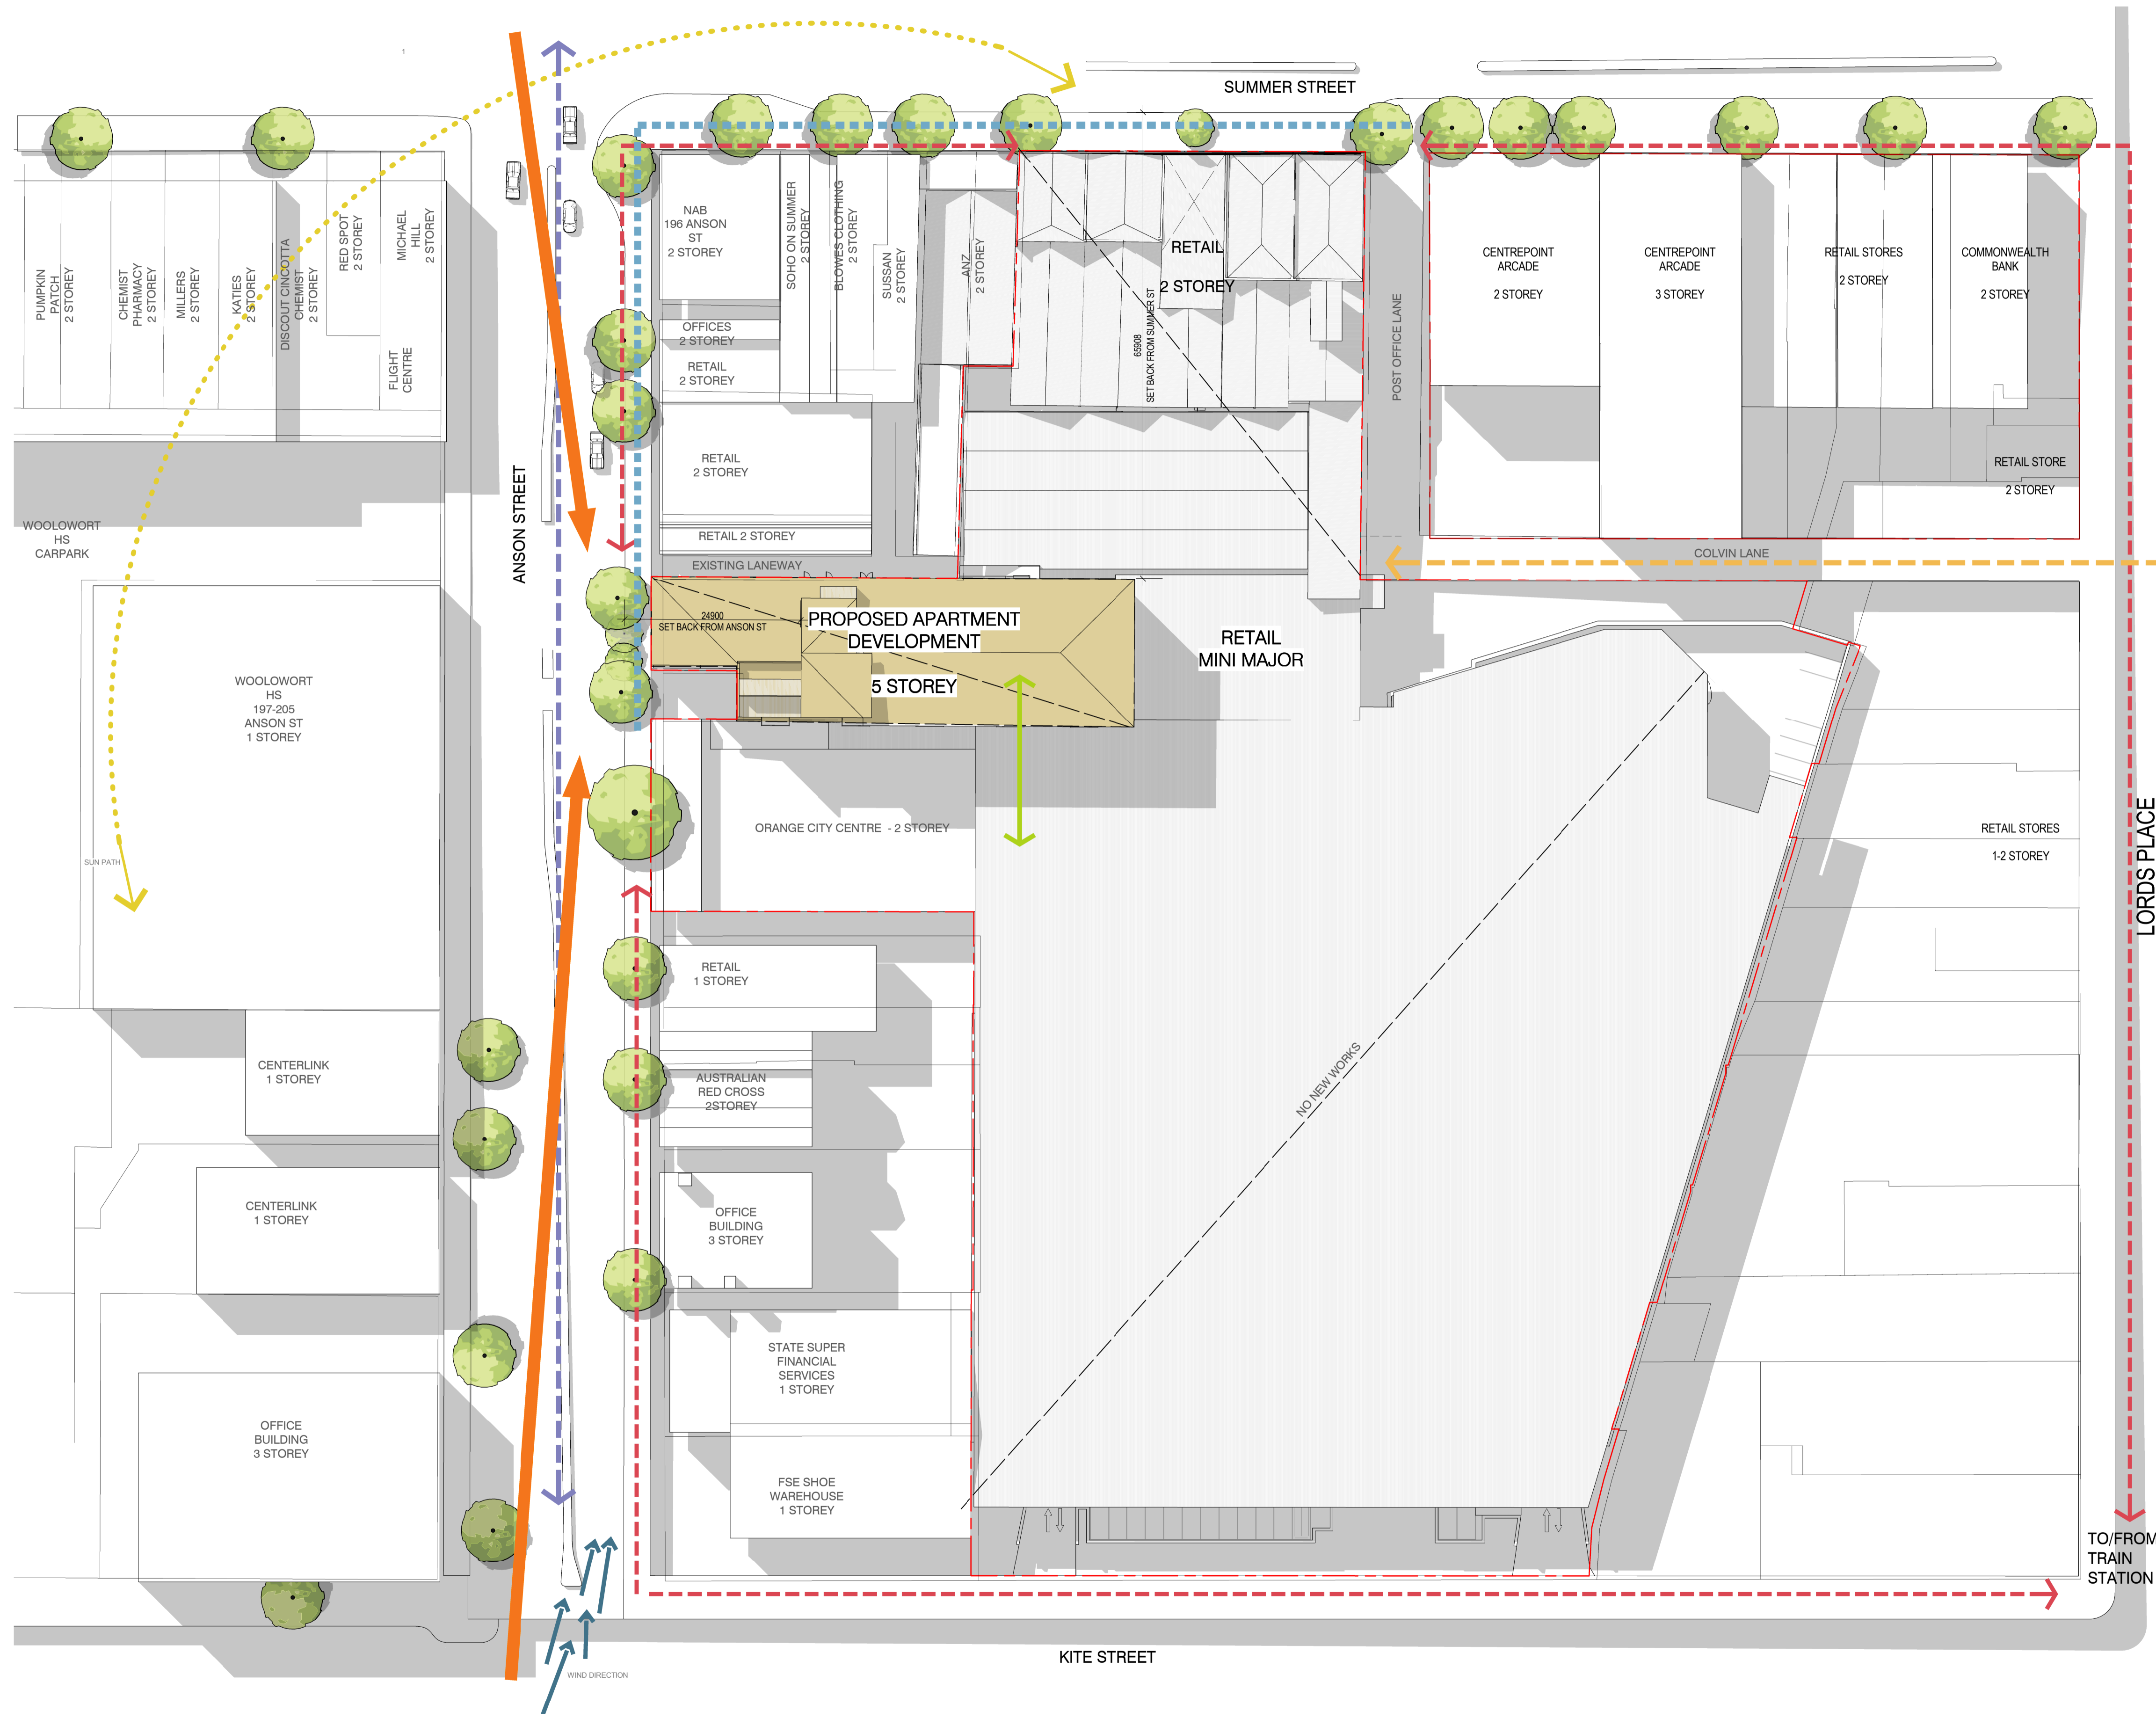 1
SUMMER STREET
PUMPKIN
PATCH
2 STOREY
CHEMIST
PHARMACY
2 STOREY
MILLERS
2 STOREY
KATIES
2 STOREY
DISCOUT CINCOTTA
CHEMIST
2 STOREY
RED SPOT
2 STOREY
MICHAEL
HILL
2 STOREY
FLIGHT
CENTRE
NAB
196 ANSON
ST
2 STOREY
SOHO ON SUMMER
2 STOREY
BLOWES CLOTHING
2 STOREY
SUSSAN
2 STOREY
ANZ
2 STOREY
RETAIL
2 STOREY
65908
SET BACK FROM SUMMER ST
POST OFFICE LANE
CENTREPOINT
ARCADE
2 STOREY
CENTREPOINT
ARCADE
3 STOREY
RETAIL STORES
2 STOREY
COMMONWEALTH
BANK
2 STOREY
OFFICES
2 STOREY
RETAIL
2 STOREY
RETAIL
2 STOREY
RETAIL STORE
2 STOREY
ANSON STREET
WOOLOWORT
HS
CARPARK
RETAIL 2 STOREY
EXISTING LANEWAY
COLVIN LANE
24900
SET BACK FROM ANSON ST
PROPOSED APARTMENT
DEVELOPMENT
5 STOREY
RETAIL
MINI MAJOR
WOOLOWORT
HS
197-205
ANSON ST
1 STOREY
SUN PATH
ORANGE CITY CENTRE - 2 STOREY
RETAIL STORES
1-2 STOREY
LORDS PLACE
RETAIL
1 STOREY
CENTERLINK
1 STOREY
AUSTRALIAN
RED CROSS
2STOREY
NO NEW WORKS
CENTERLINK
1 STOREY
OFFICE
BUILDING
3 STOREY
STATE SUPER
FINANCIAL
SERVICES
1 STOREY
OFFICE
BUILDING
3 STOREY
FSE SHOE
WAREHOUSE
1 STOREY
TO/FROM
TRAIN
STATION
KITE STREET
WIND DIRECTION